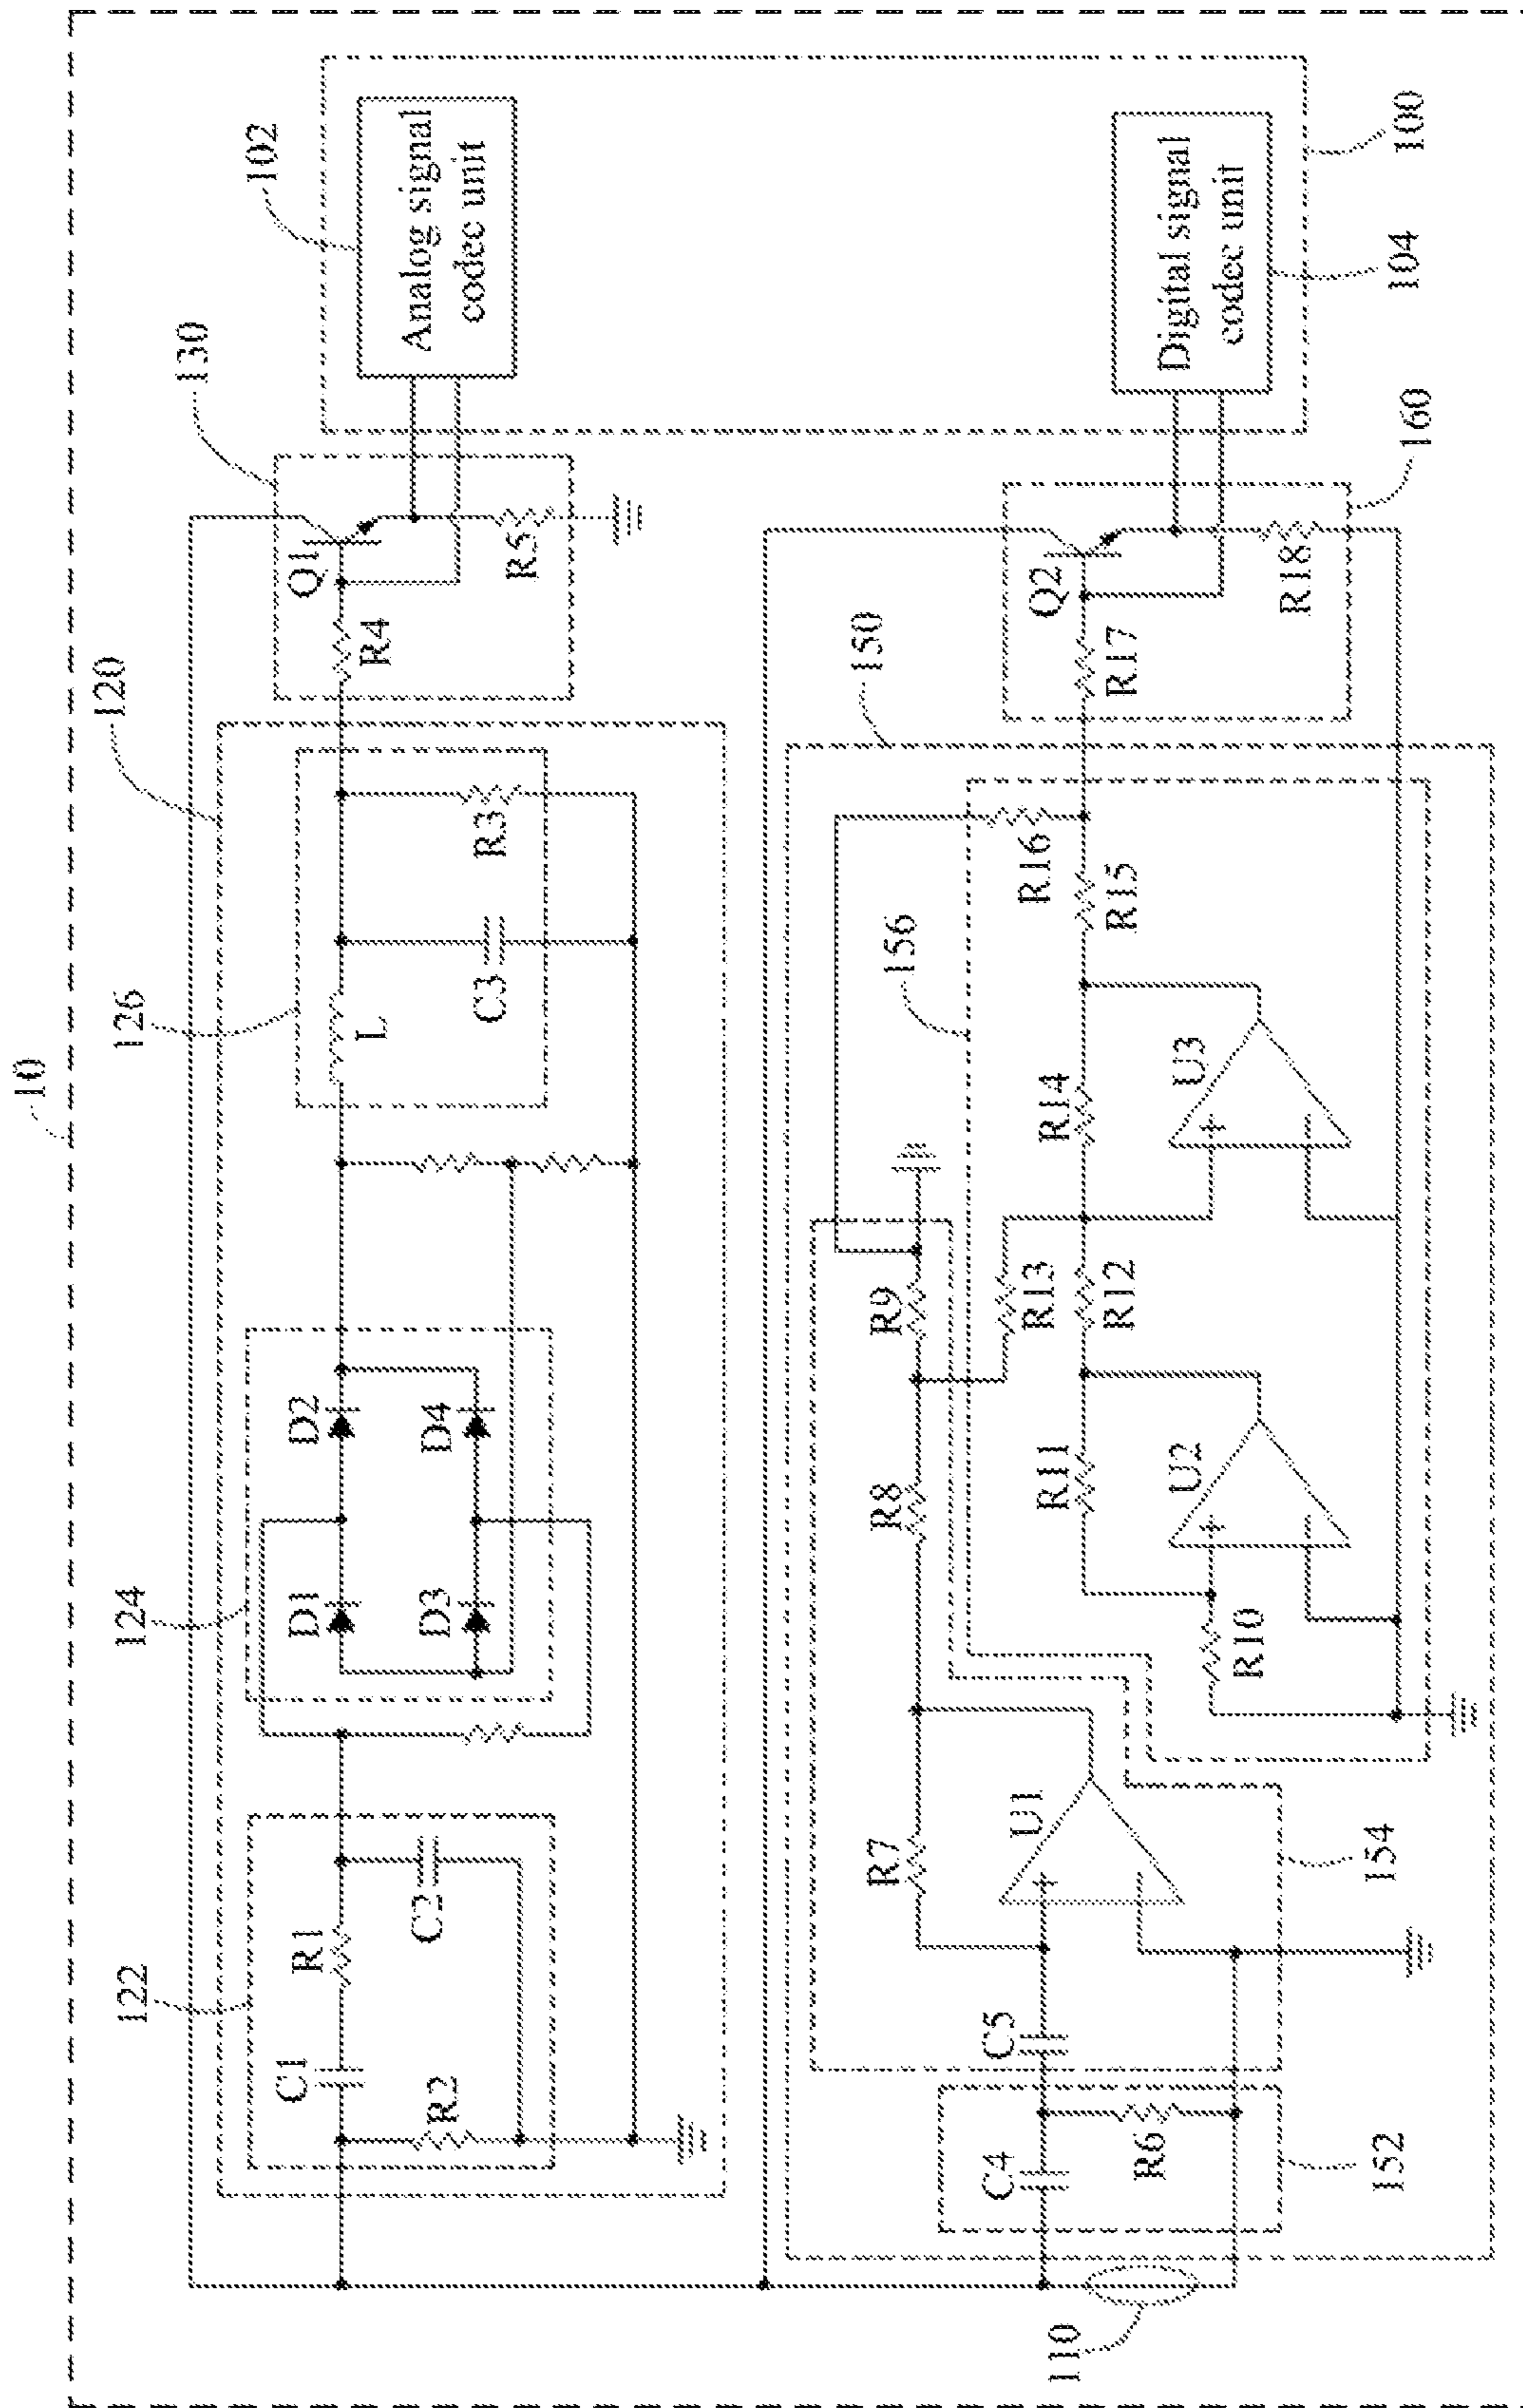 10
120
130
102
122
124
126
C1
R1
R2
C2
D1
D2
D3
D4
L
C3
R3
R4
Q1
R5
Analog signal
codec unit
150
156
110
C4
R6
152
C5
R7
U1
154
R8
R9
R10
R11
U2
R12
R13
R14
U3
R15
R16
R17
Q2
R18
160
Digital signal
codec unit
104
100
+
+
+